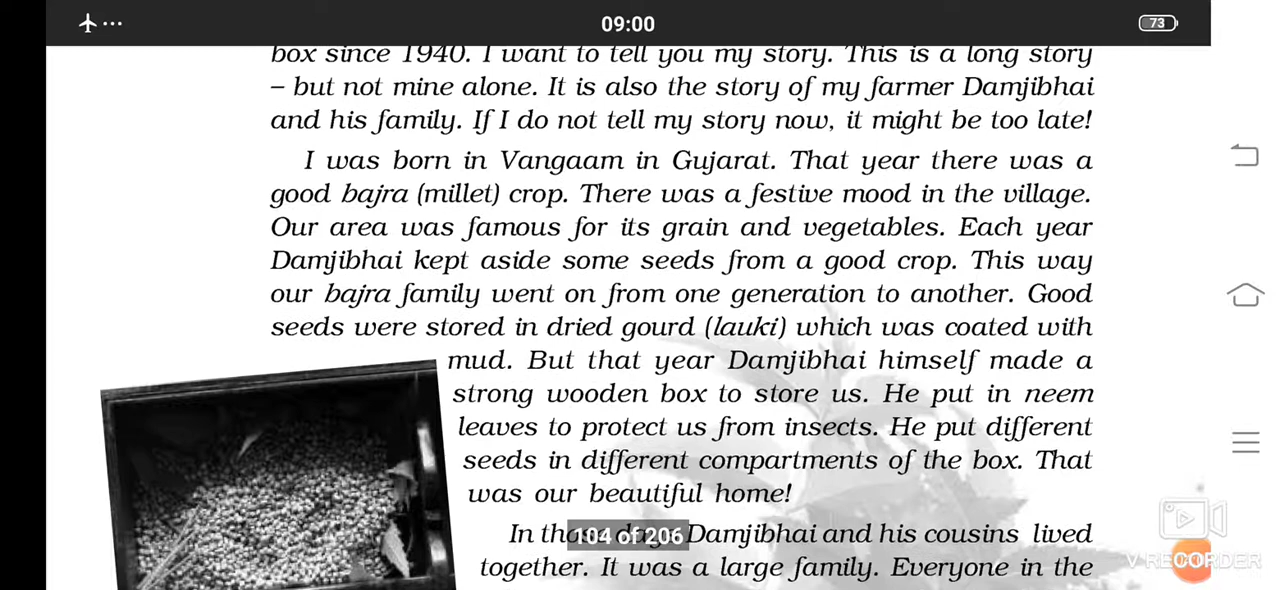 09:00
73
box since 1940. I want to tell you my story. This is a long story
– but not mine alone. It is also the story of my farmer Damjibhai
and his family. If I do not tell my story now, it might be too late!
I was born in Vangaam in Gujarat. That year there was a
good bajra (millet) crop. There was a festive mood in the village.
Our area was famous for its grain and vegetables. Each year
Damjibhai kept aside some seeds from a good crop. This way
our bajra family went on from one generation to another. Good
seeds were stored in dried gourd (lauki) which was coated with
mud. But that year Damjibhai himself made a
strong wooden box to store us. He put in neem
leaves to protect us from insects. He put different
seeds in different compartments of the box. That
was our beautiful home!
In Damjibhai and his cousins lived
104 of 206
together. It was a large family. Everyone in the
V RECORDER